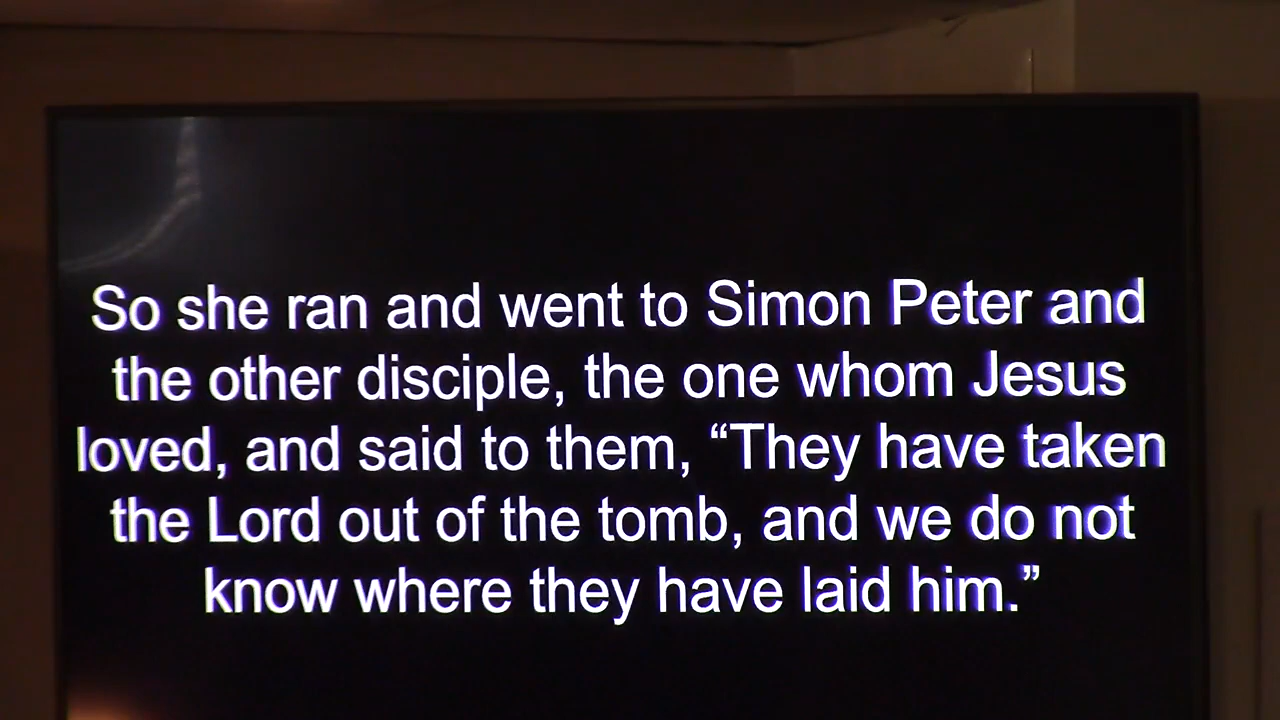 So she ran and went to Simon Peter and
the other disciple, the one whom Jesus
loved, and said to them, “They have taken
the Lord out of the tomb, and we do not
know where they have laid him.”